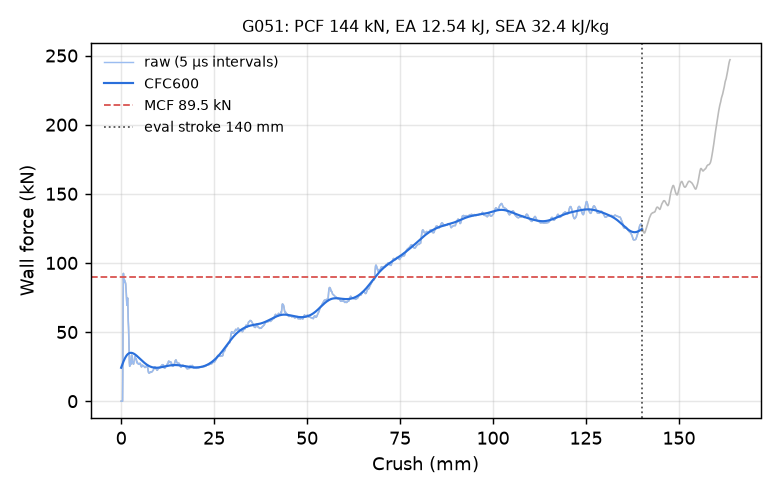 G051: PCF 144 kN, EA 12.54 kJ, SEA 32.4 kJ/kg
raw (5 µs intervals)
CFC600
MCF 89.5 kN
eval stroke 140 mm
Wall force (kN)
250
200
150
100
50
0
0 25 50 75 100 125 150
Crush (mm)